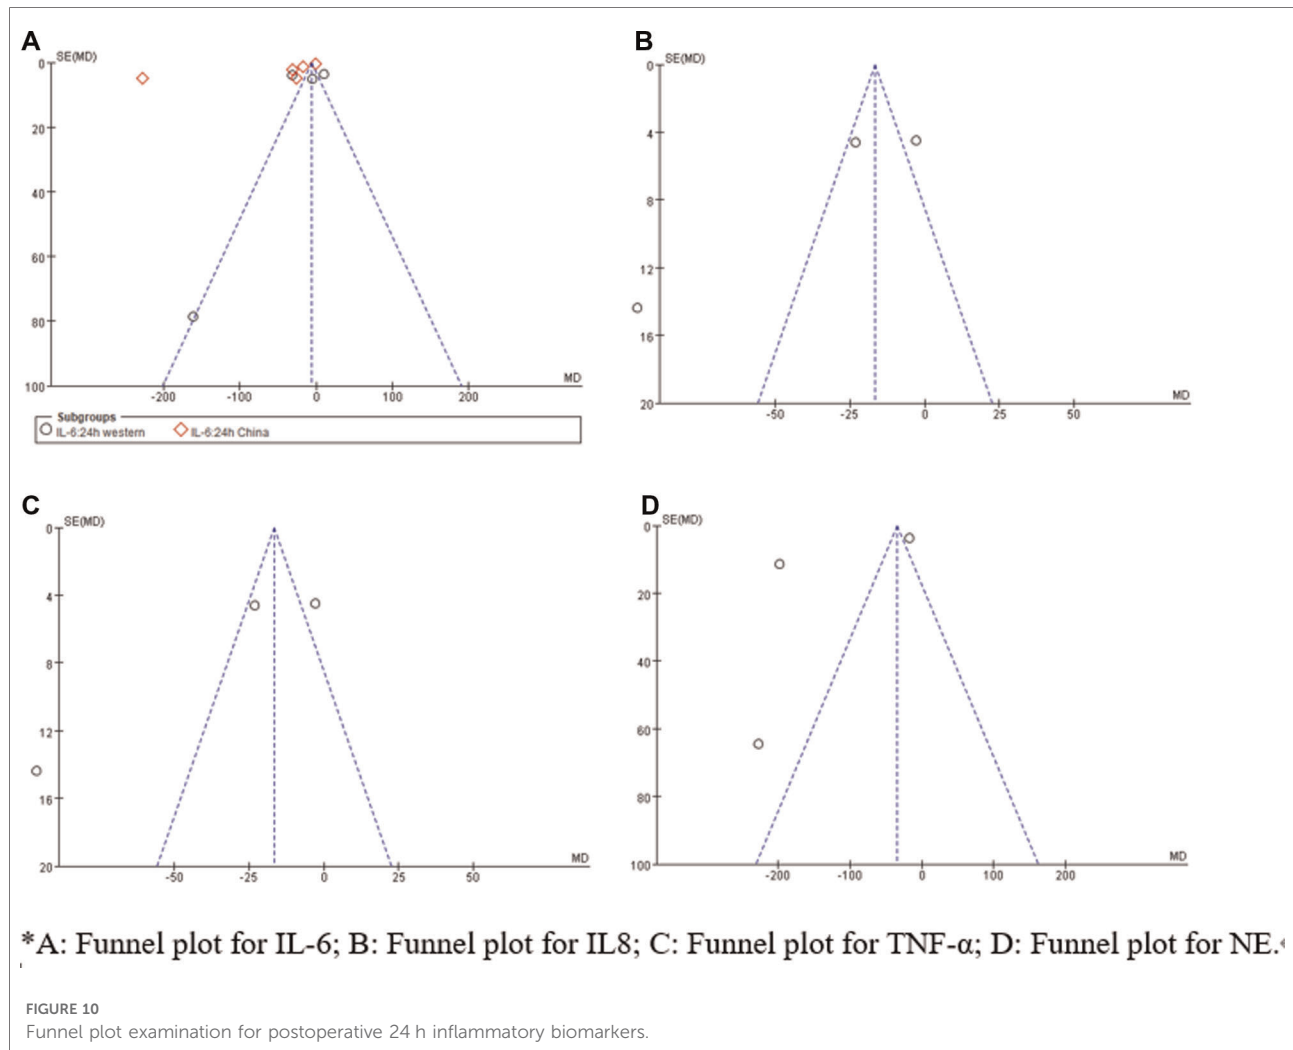 A
SE(MD)
0
20
40
60
80
100
-200
-100
0
100
200
MD
Subgroups
IL-6:24h western
IL-6:24h China
B
SE(MD)
0
4
8
12
16
20
-50
-25
0
25
50
MD
C
SE(MD)
0
4
8
12
16
20
-50
-25
0
25
50
MD
D
SE(MD)
0
20
40
60
80
100
-200
-100
0
100
200
MD
*A: Funnel plot for IL-6; B: Funnel plot for IL8; C: Funnel plot for TNF-α; D: Funnel plot for NE.
FIGURE 10
Funnel plot examination for postoperative 24 h inflammatory biomarkers.